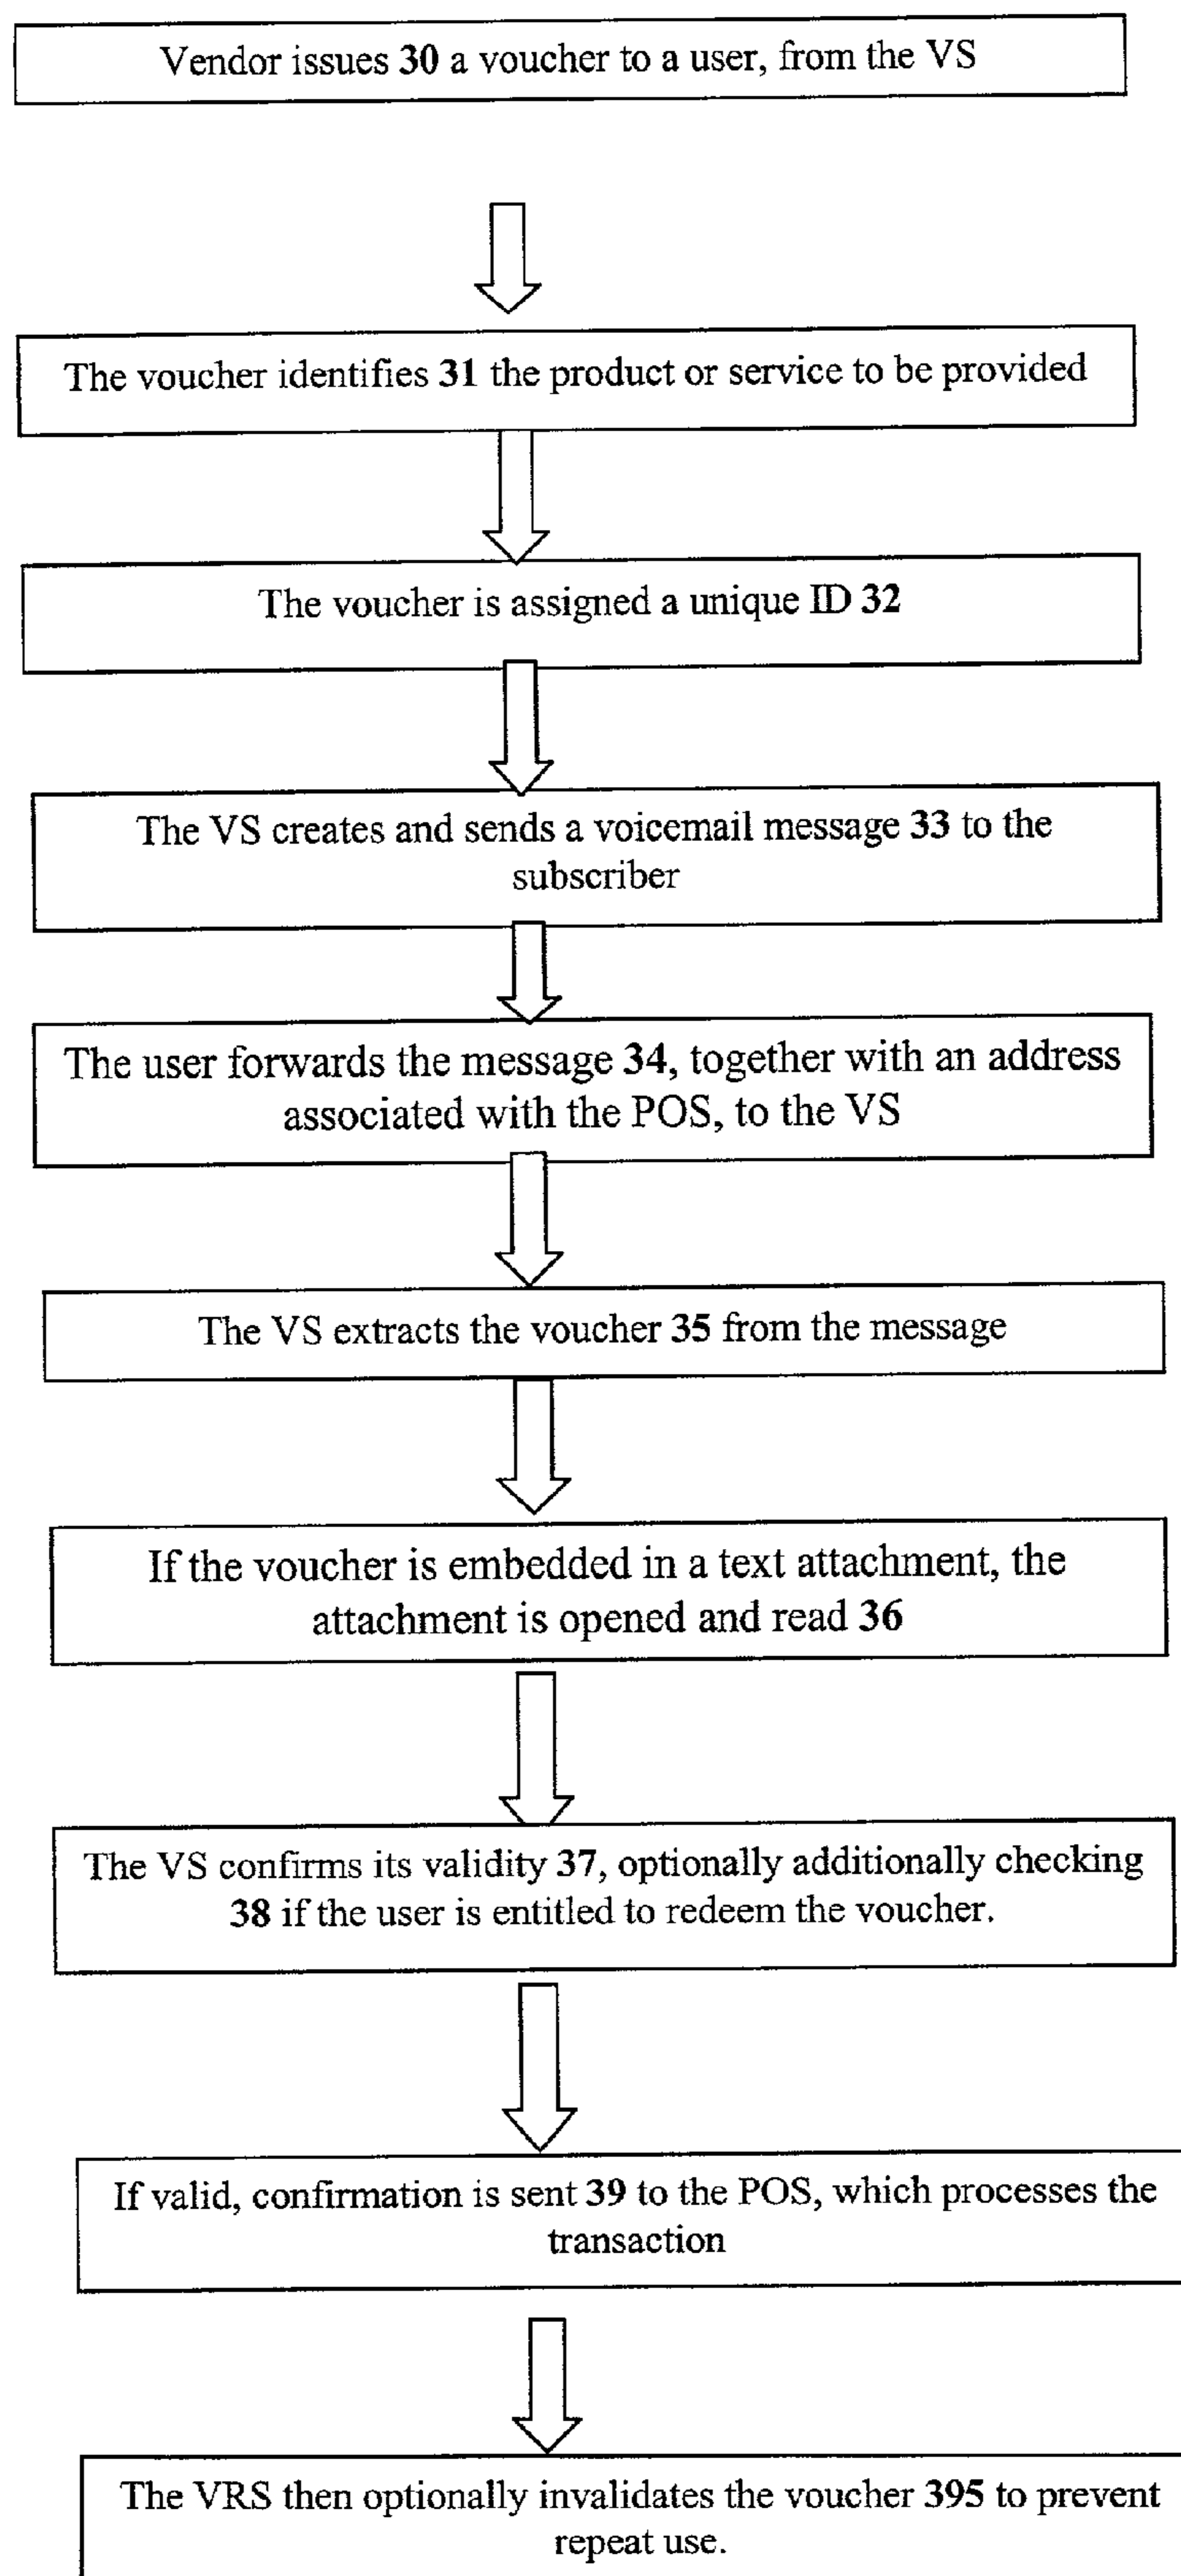 Vendor issues 30 a voucher to a user, from the VS
The voucher identifies 31 the product or service to be provided
The voucher is assigned a unique ID 32
The VS creates and sends a voicemail message 33 to the
subscriber
The user forwards the message 34, together with an address
associated with the POS, to the VS
The VS extracts the voucher 35 from the message
If the voucher is embedded in a text attachment, the
attachment is opened and read 36
The VS confirms its validity 37, optionally additionally checking
38 if the user is entitled to redeem the voucher.
If valid, confirmation is sent 39 to the POS, which processes the
transaction
The VRS then optionally invalidates the voucher 395 to prevent
repeat use.